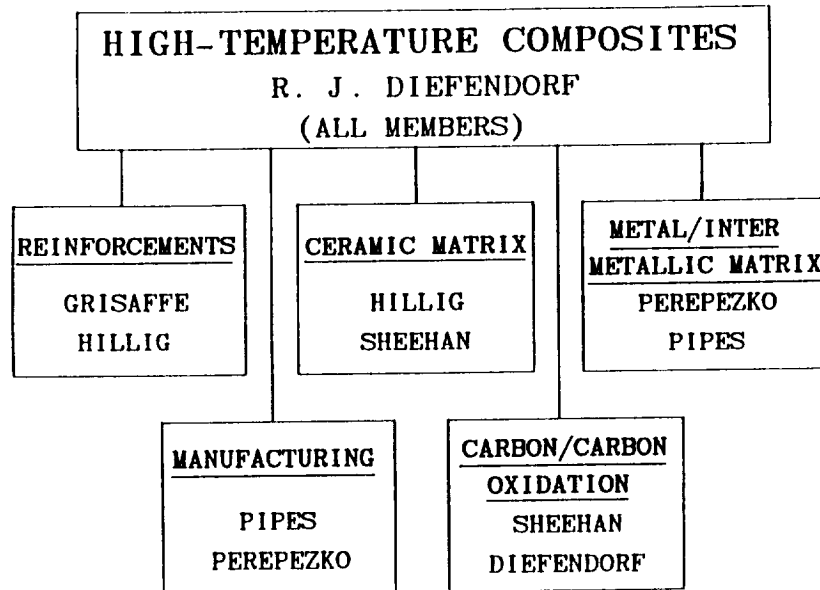 HIGH-TEMPERATURE COMPOSITES
R. J. DIEFENDORF
(ALL MEMBERS)
REINFORCEMENTS
GRISAFFE
HILLIG
CERAMIC MATRIX
HILLIG
SHEEHAN
METAL/INTER
METALLIC MATRIX
PEREPEZKO
PIPES
MANUFACTURING
PIPES
PEREPEZKO
CARBON/CARBON
OXIDATION
SHEEHAN
DIEFENDORF